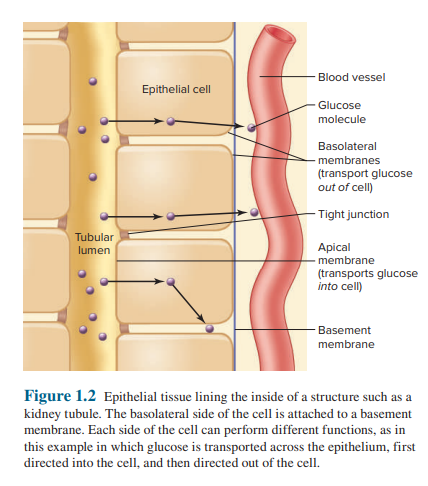 Epithelial cell
Blood vessel
Glucose
molecule
Basolateral
membranes
(transport glucose
out of cell)
Tight junction
Tubular
lumen
Apical
membrane
(transports glucose
into cell)
Basement
membrane
Figure 1.2 Epithelial tissue lining the inside of a structure such as a
kidney tubule. The basolateral side of the cell is attached to a basement
membrane. Each side of the cell can perform different functions, as in
this example in which glucose is transported across the epithelium, first
directed into the cell, and then directed out of the cell.